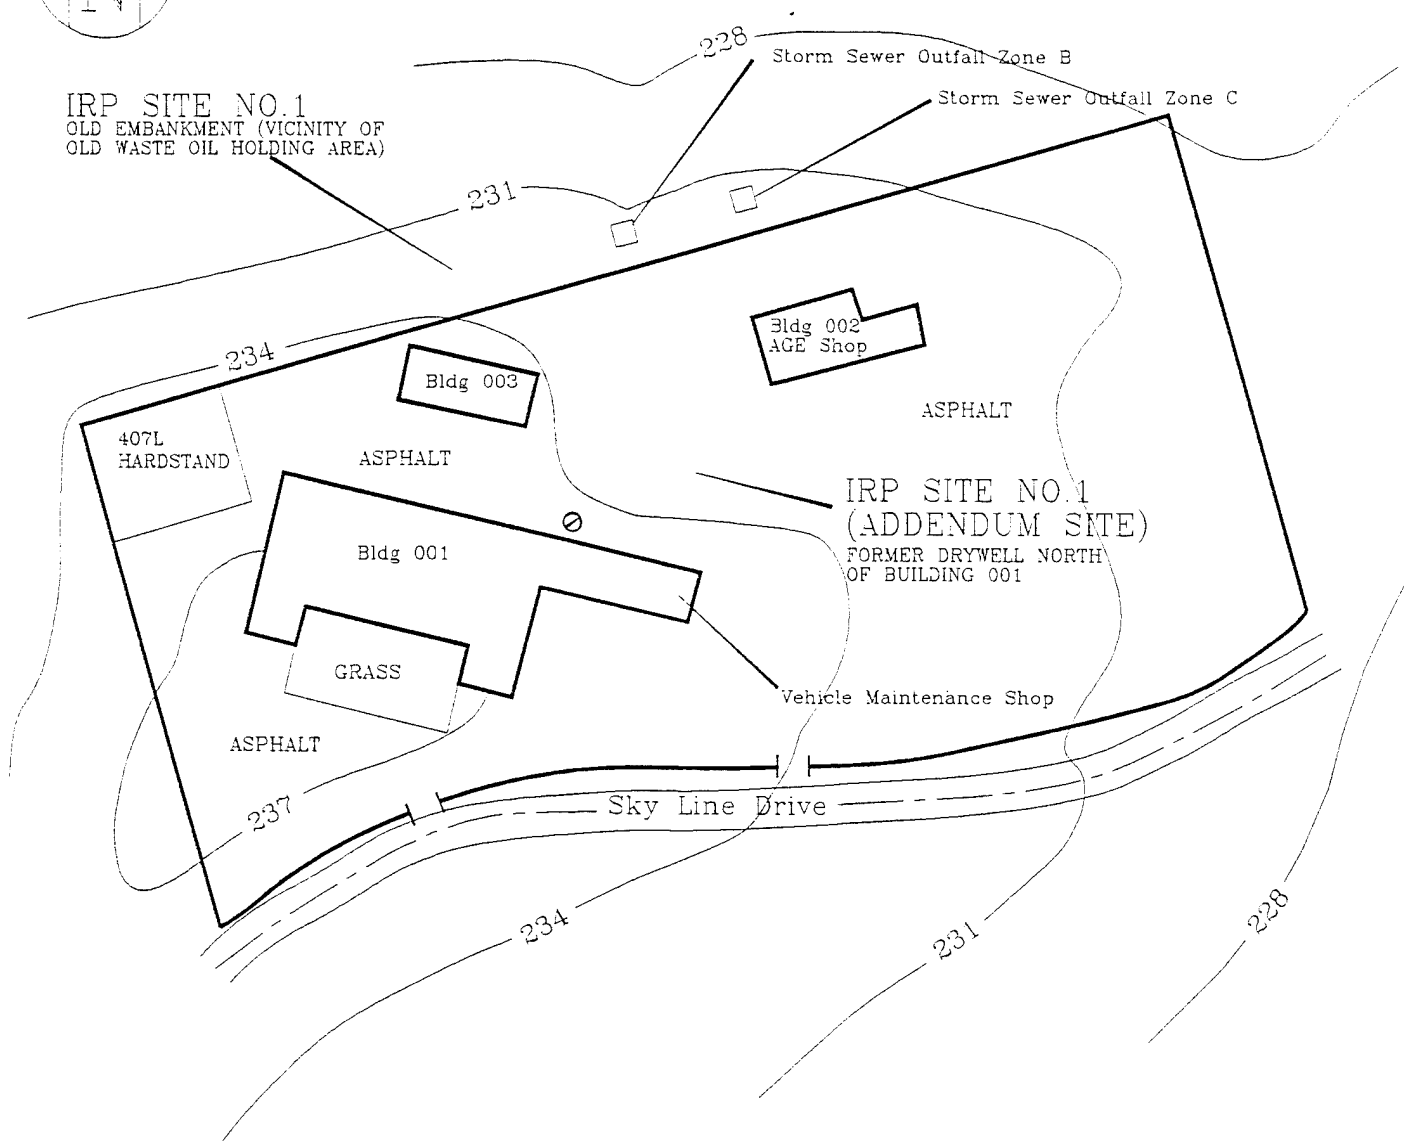 N
228
Storm Sewer Outfall Zone B
Storm Sewer Outfall Zone C
IRP SITE NO.1
OLD EMBANKMENT (VICINITY OF
OLD WASTE OIL HOLDING AREA)
231
234
Bldg 002
AGE Shop
Bldg 003
ASPHALT
407L
HARDSTAND
ASPHALT
IRP SITE NO.1
(ADDENDUM SITE)
FORMER DRYWELL NORTH
OF BUILDING 001
Bldg 001
GRASS
Vehicle Maintenance Shop
ASPHALT
237
Sky Line Drive
234
231
228